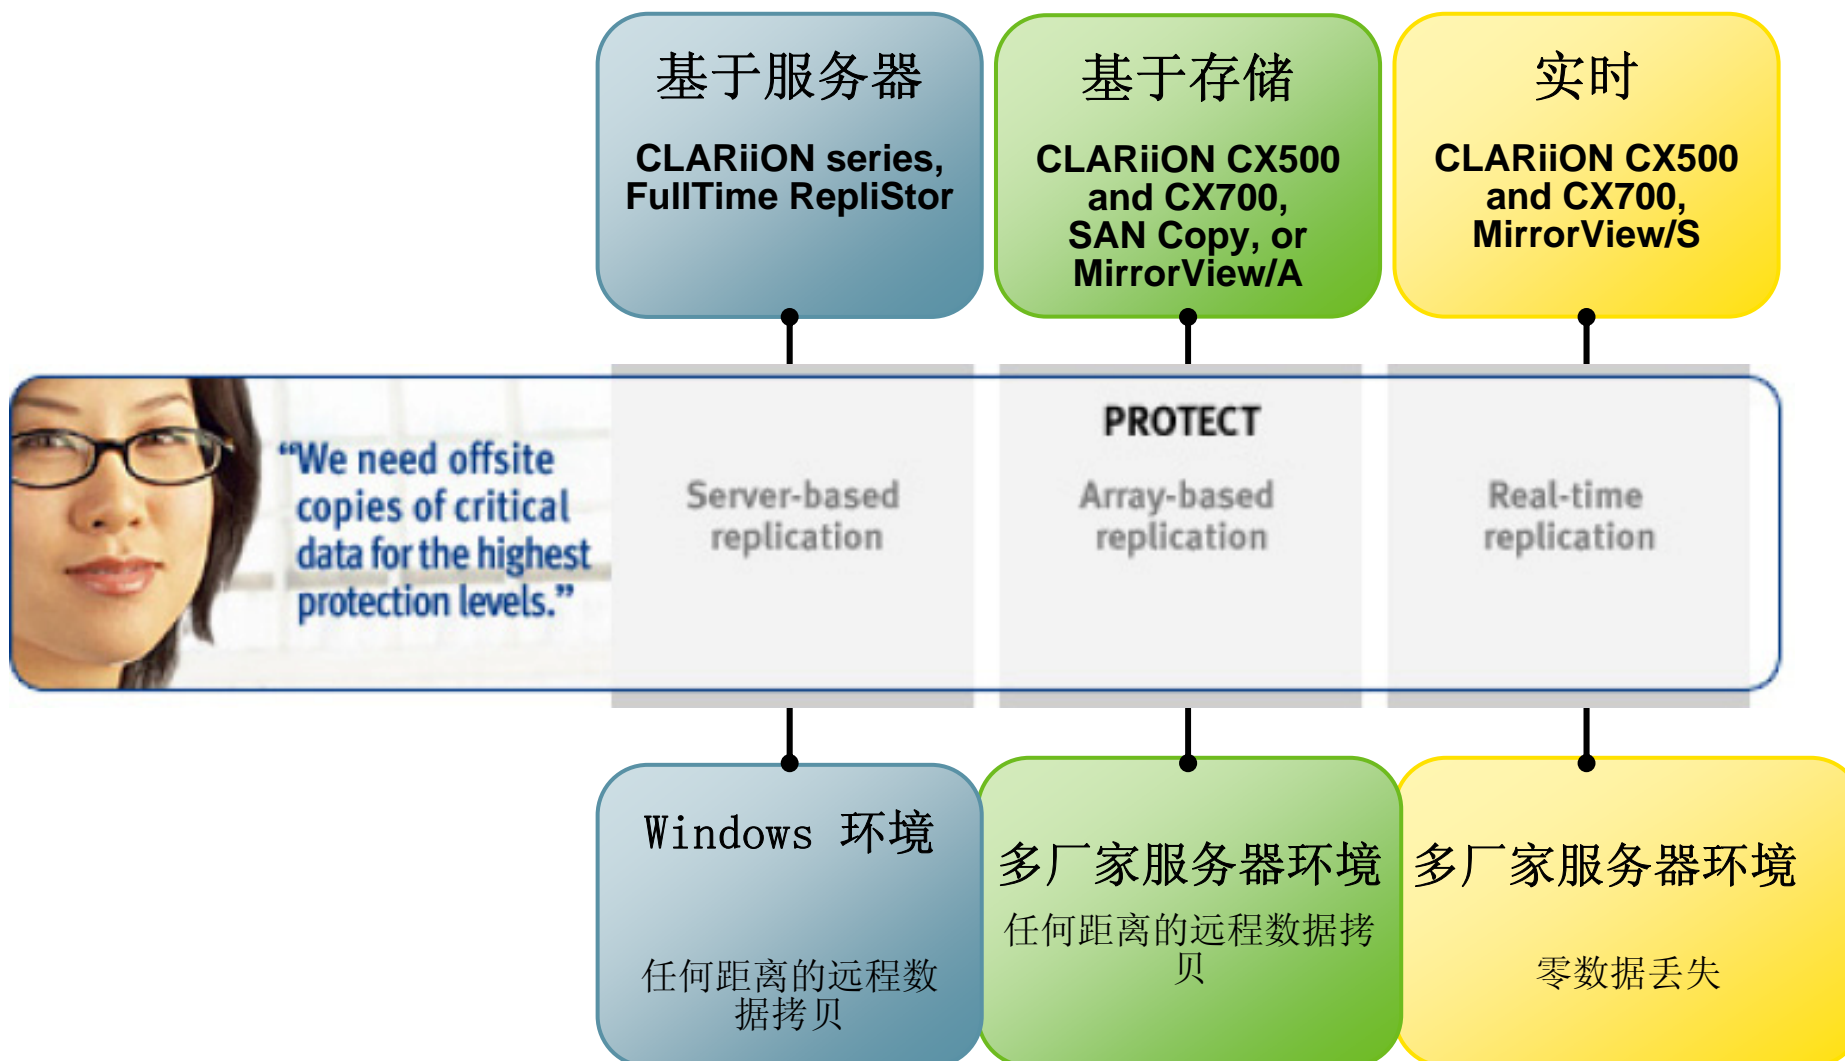 基于服务器
CLARiiON series,
FullTime RepliStor
基于存储
CLARiiON CX500
and CX700,
SAN Copy, or
MirrorView/A
实时
CLARiiON CX500
and CX700,
MirrorView/S
“We need offsite
copies of critical
data for the highest
protection levels.”
Server-based
replication
PROTECT
Array-based
replication
Real-time
replication
Windows 环境
任何距离的远程数
据拷贝
多厂家服务器环境
任何距离的远程数据拷
贝
多厂家服务器环境
零数据丢失